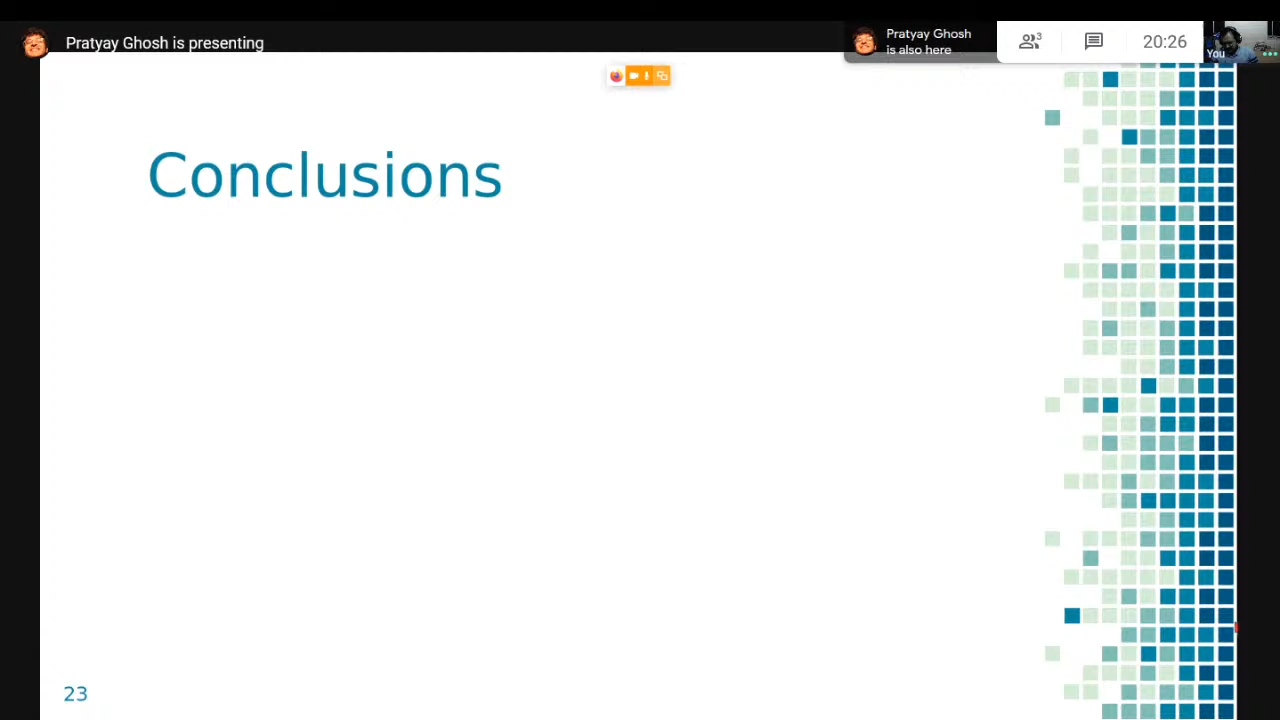 Pratyay Ghosh is presenting
Pratyay Ghosh
is also here
3
20:26
You
Conclusions
23